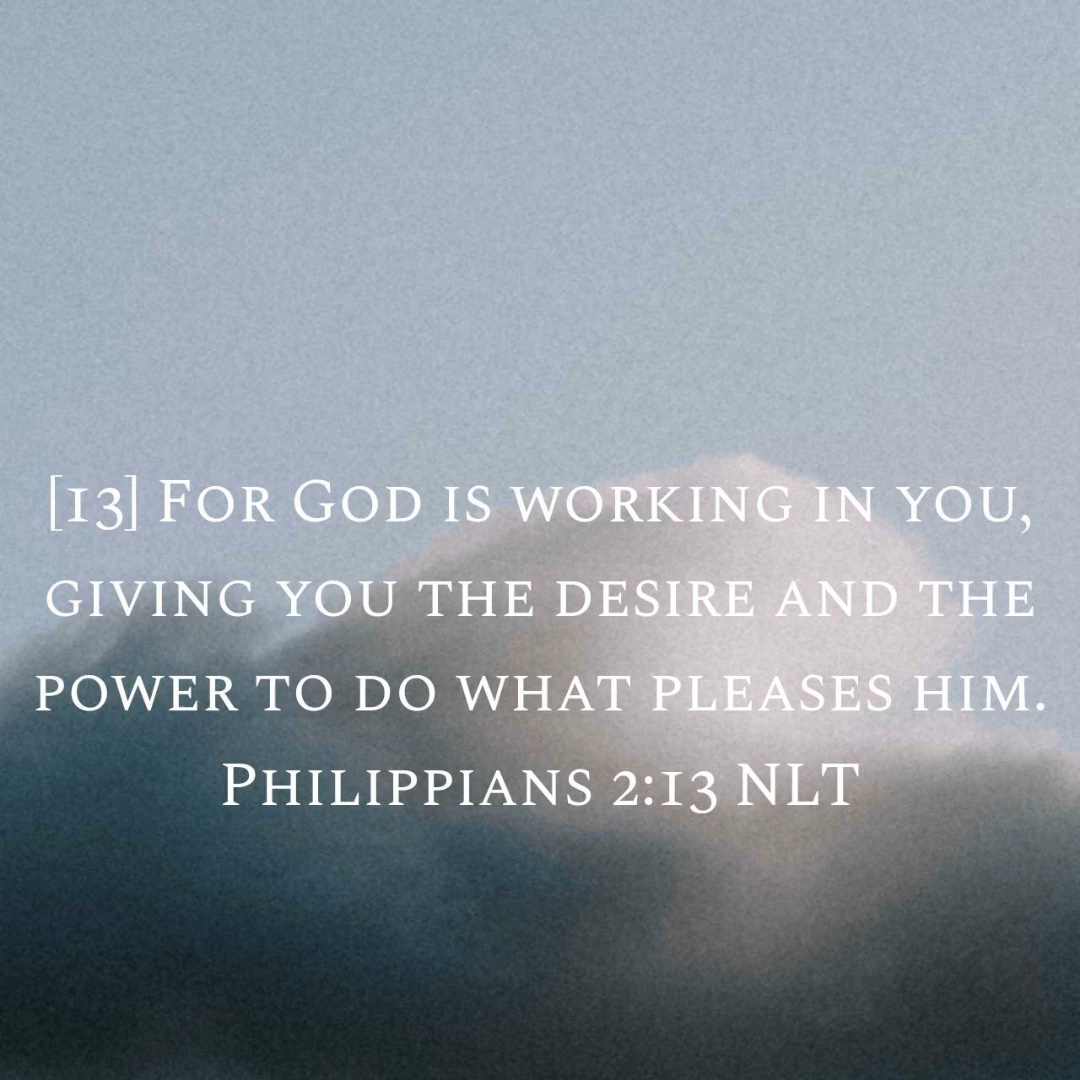 [13] For God is working in you,
giving you the desire and the
power to do what pleases him.
Philippians 2:13 NLT